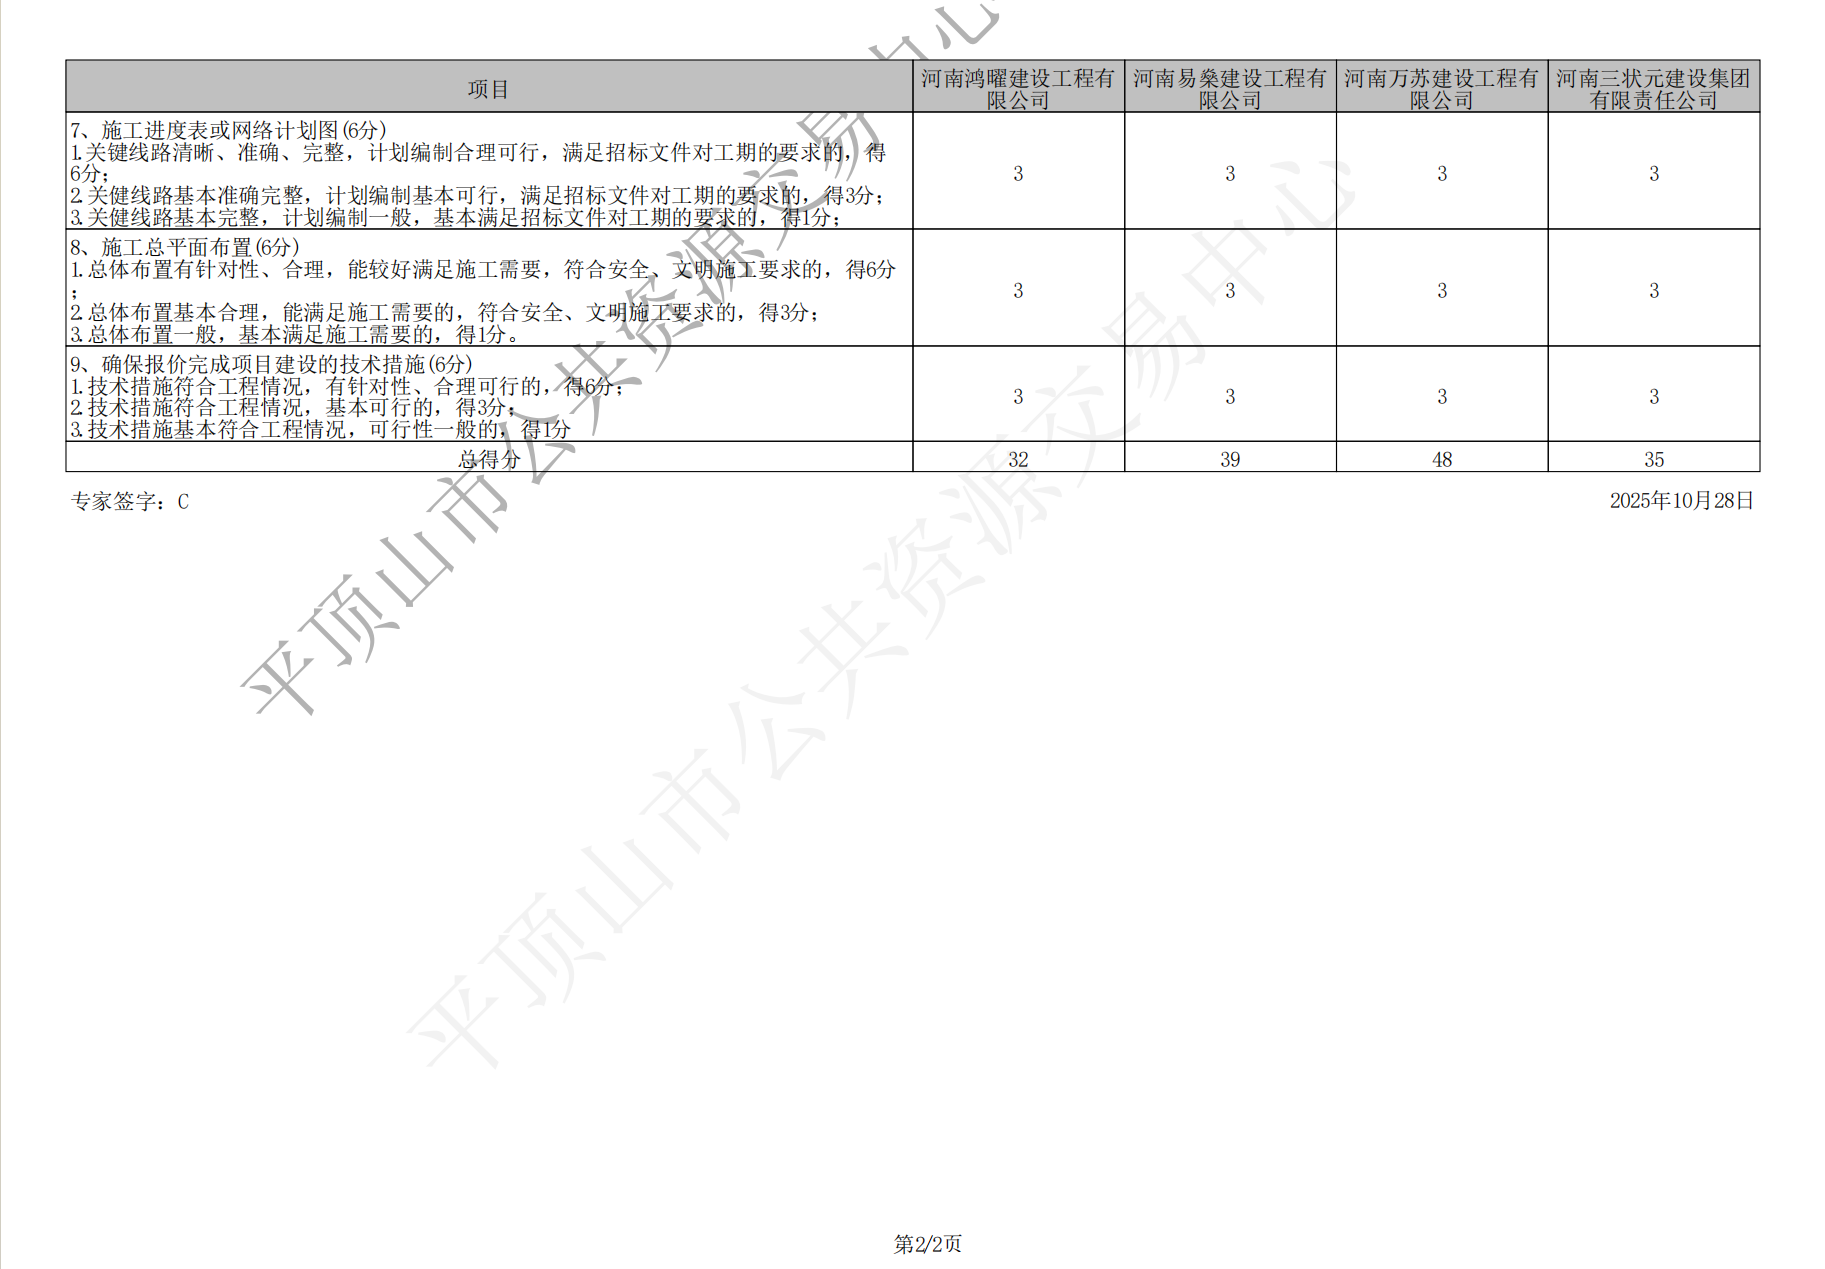 项目
河南鸿曜建设工程有
限公司
河南易燊建设工程有
限公司
河南万苏建设工程有
限公司
河南三状元建设集团
有限责任公司
7、施工进度表或网络计划图(6分)
1.关键线路清晰、准确、完整，计划编制合理可行，满足招标文件对工期的要求的，得
6分；
2.关健线路基本准确完整，计划编制基本可行，满足招标文件对工期的要求的，得3分；
3.关健线路基本完整，计划编制一般，基本满足招标文件对工期的要求的，得1分；
3
3
3
3
8、施工总平面布置(6分)
1.总体布置有针对性、合理，能较好满足施工需要，符合安全、文明施工要求的，得6分
；
2.总体布置基本合理，能满足施工需要的，符合安全、文明施工要求的，得3分；
3.总体布置一般，基本满足施工需要的，得1分。
3
3
3
3
9、确保报价完成项目建设的技术措施(6分)
1.技术措施符合工程情况，有针对性、合理可行的，得6分；
2.技术措施符合工程情况，基本可行的，得3分；
3.技术措施基本符合工程情况，可行性一般的，得1分
3
3
3
3
总得分
32
39
48
35
专家签字：C
2025年10月28日
平顶山市公共资源交易中心
平顶山市公共资源交易中心
第2/2页